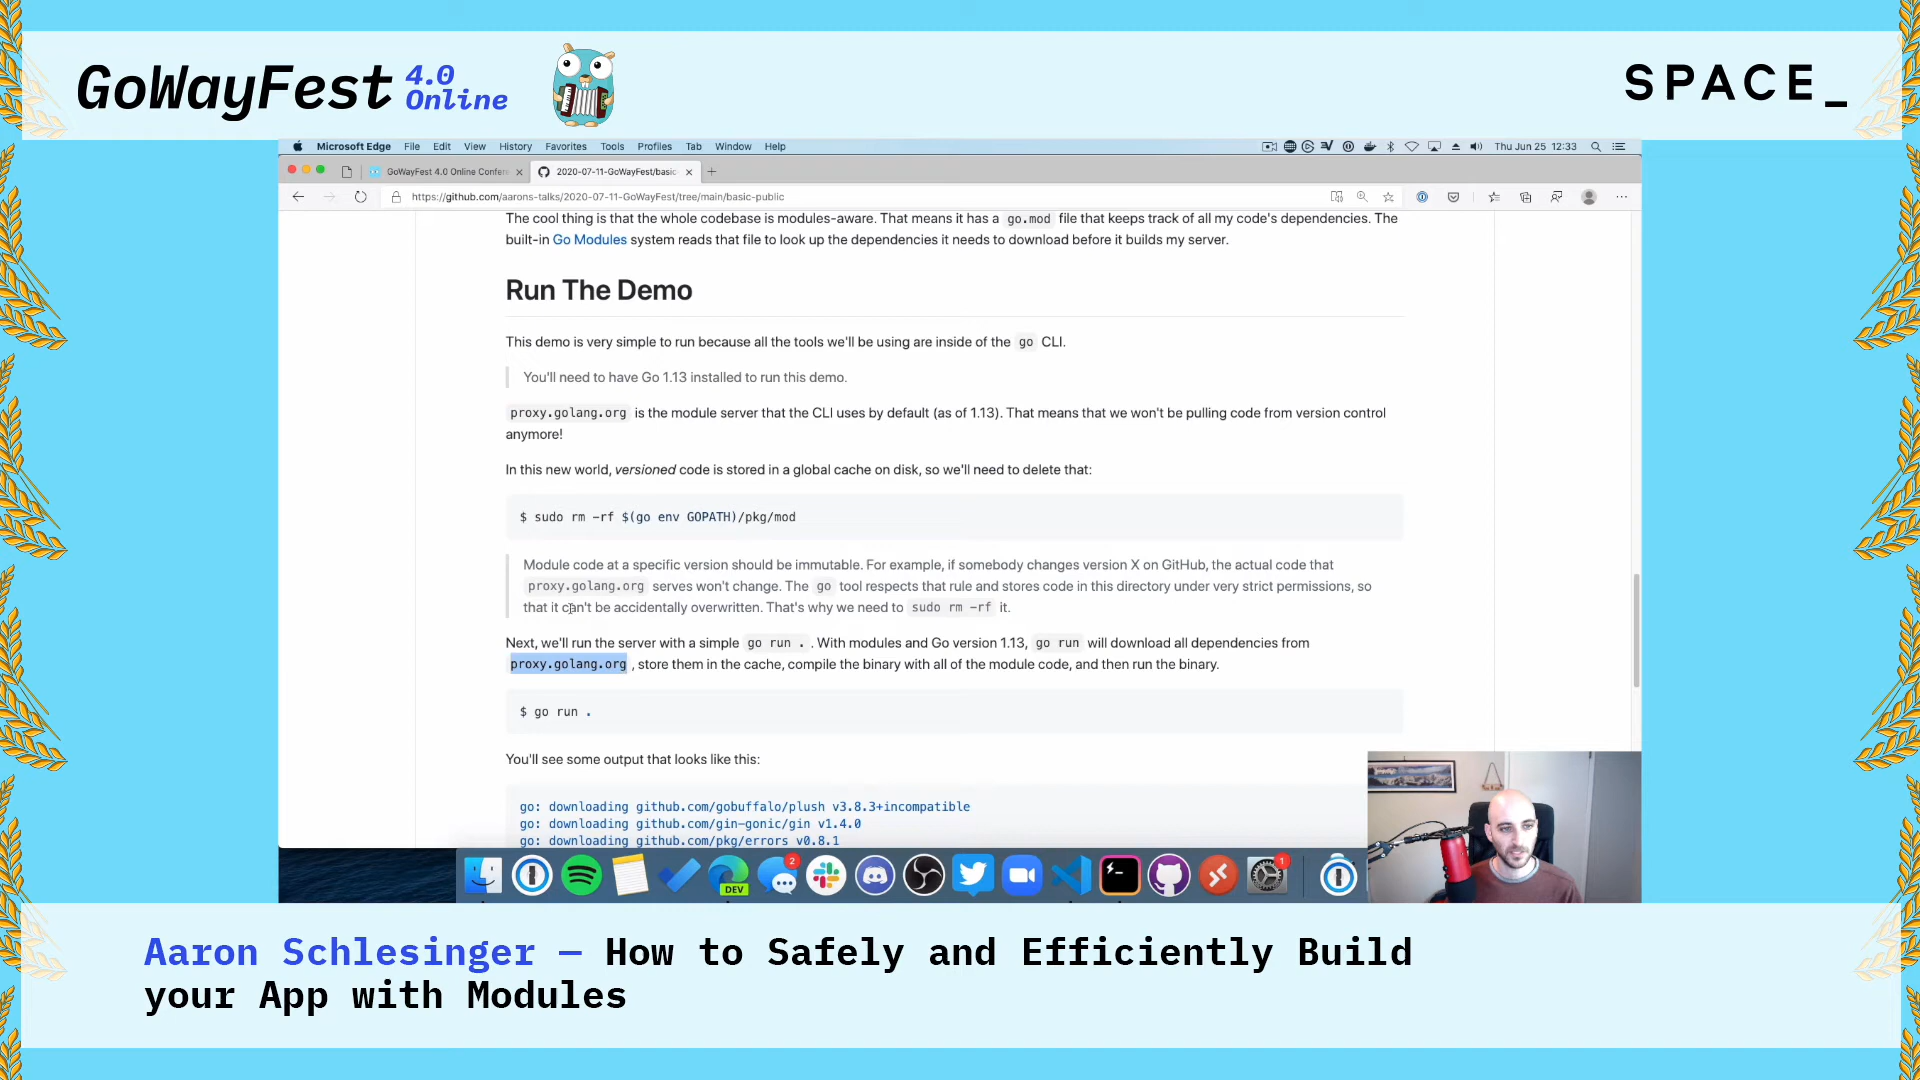 GoWayFest 4.0 Online
SPACE_
Microsoft Edge File Edit View History Favorites Tools Profiles Tab Window Help Thu Jun 25 12:33
GoWayFest 4.0 Online Conferen 2020-07-11-GoWayFest/basic-
https://github.com/aarons-talks/2020-07-11-GoWayFest/tree/main/basic-public
The cool thing is that the whole codebase is modules-aware. That means it has a go.mod file that keeps track of all my code's dependencies. The
built-in Go Modules system reads that file to look up the dependencies it needs to download before it builds my server.
Run The Demo
This demo is very simple to run because all the tools we'll be using are inside of the go CLI.
You'll need to have Go 1.13 installed to run this demo.
proxy.golang.org is the module server that the CLI uses by default (as of 1.13). That means that we won't be pulling code from version control
anymore!
In this new world, versioned code is stored in a global cache on disk, so we'll need to delete that:
$ sudo rm -rf $(go env GOPATH)/pkg/mod
Module code at a specific version should be immutable. For example, if somebody changes version X on GitHub, the actual code that
proxy.golang.org serves won't change. The go tool respects that rule and stores code in this directory under very strict permissions, so
that it can't be accidentally overwritten. That's why we need to sudo rm -rf it.
Next, we'll run the server with a simple go run . . With modules and Go version 1.13, go run will download all dependencies from
proxy.golang.org , store them in the cache, compile the binary with all of the module code, and then run the binary.
$ go run .
You'll see some output that looks like this:
go: downloading github.com/gobuffalo/plush v3.8.3+incompatible
go: downloading github.com/gin-gonic/gin v1.4.0
go: downloading github.com/pkg/errors v0.8.1
DEV
2
1
Aaron Schlesinger — How to Safely and Efficiently Build
your App with Modules